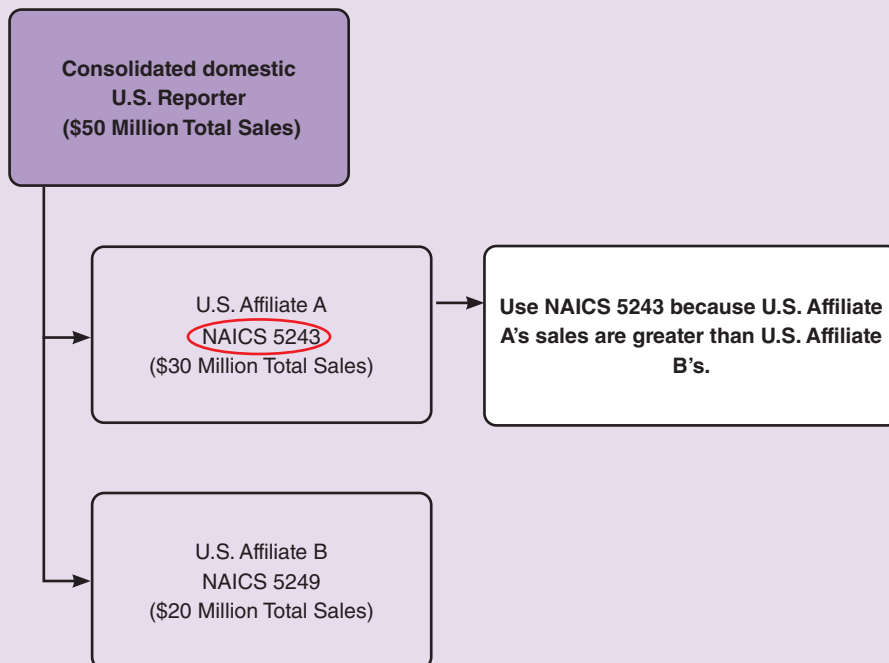 Consolidated domestic
U.S. Reporter
($50 Million Total Sales)
U.S. Affiliate A
NAICS 5243
($30 Million Total Sales)
Use NAICS 5243 because U.S. Affiliate
A’s sales are greater than U.S. Affiliate
B’s.
U.S. Affiliate B
NAICS 5249
($20 Million Total Sales)